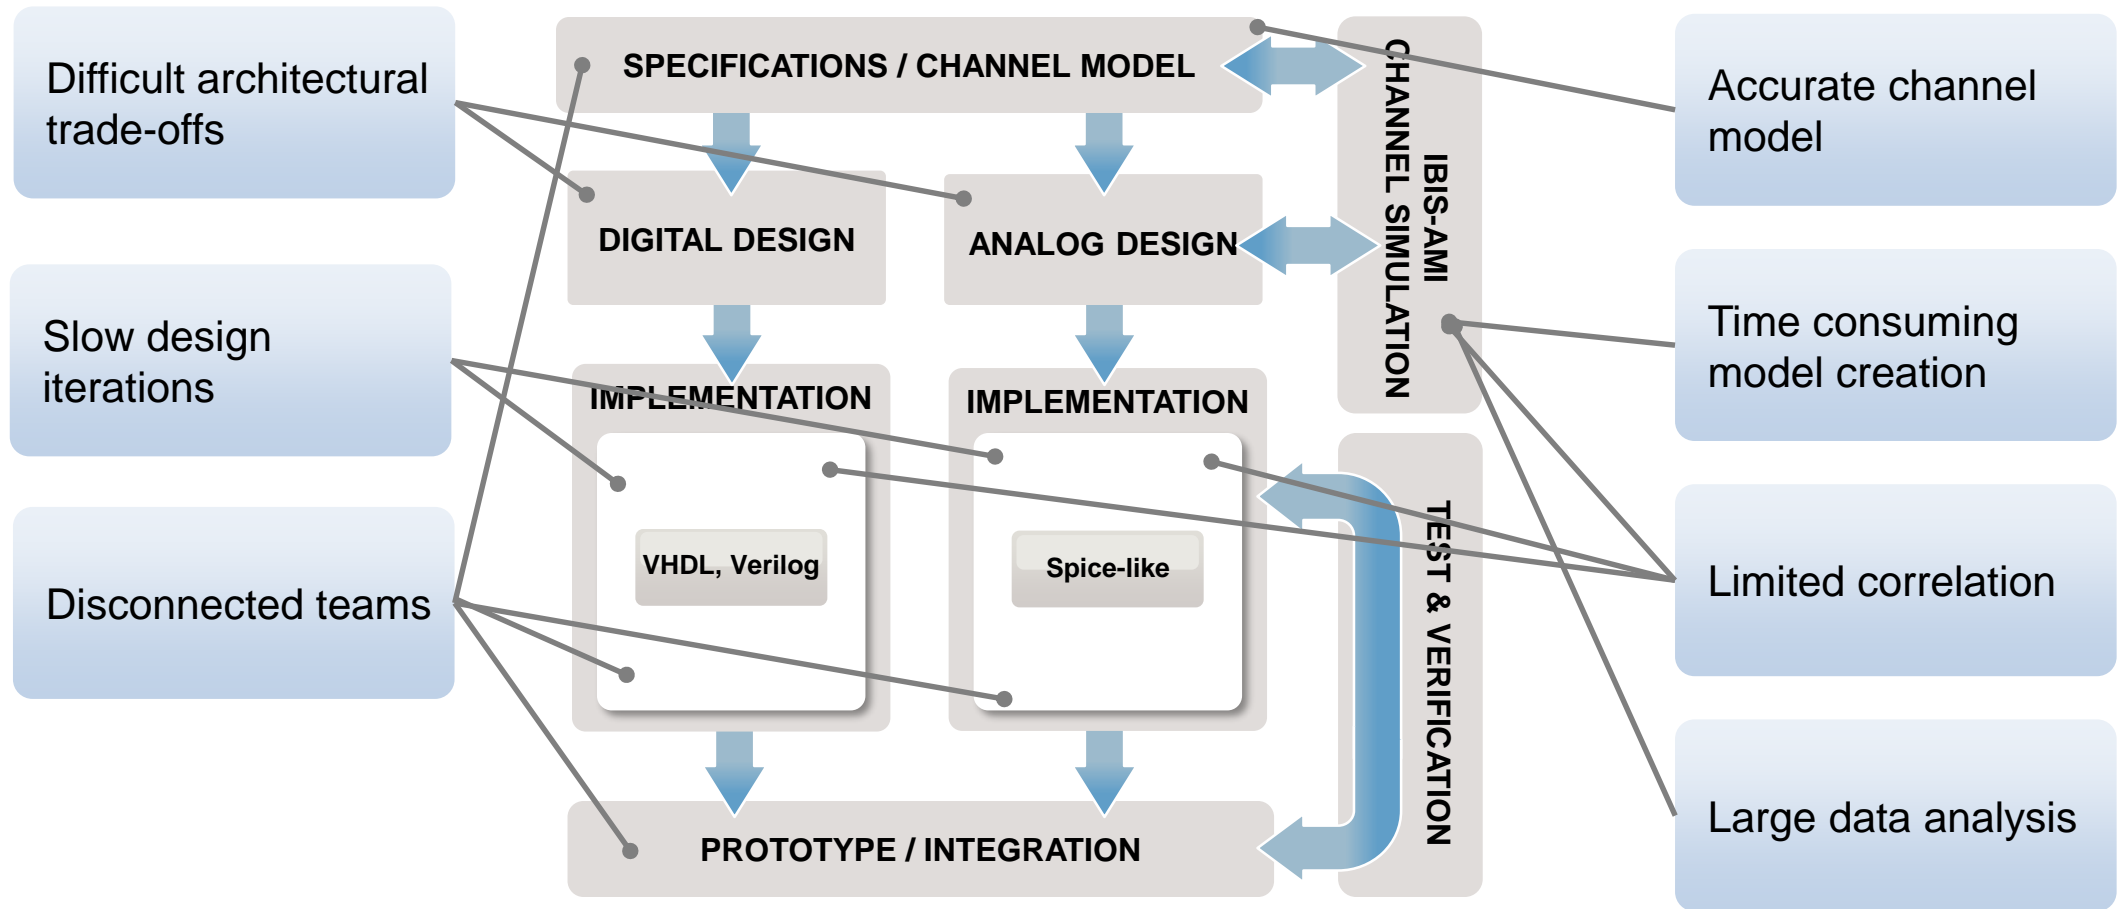 Difficult architectural
trade-offs
Slow design
iterations
Disconnected teams
SPECIFICATIONS / CHANNEL MODEL
DIGITAL DESIGN
ANALOG DESIGN
IMPLEMENTATION
VHDL, Verilog
IMPLEMENTATION
Spice-like
PROTOTYPE / INTEGRATION
IBIS-AMI
CHANNEL SIMULATION
TEST & VERIFICATION
Accurate channel
model
Time consuming
model creation
Limited correlation
Large data analysis